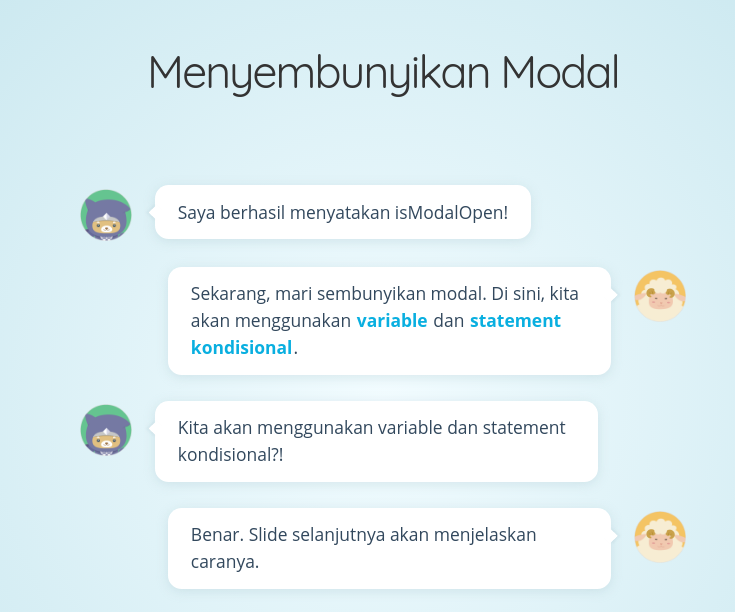 Menyembunyikan Modal
Saya berhasil menyatakan isModalOpen!
Sekarang, mari sembunyikan modal. Di sini, kita
akan menggunakan variable dan statement
kondisional.
Kita akan menggunakan variable dan statement
kondisional?!
Benar. Slide selanjutnya akan menjelaskan
caranya.